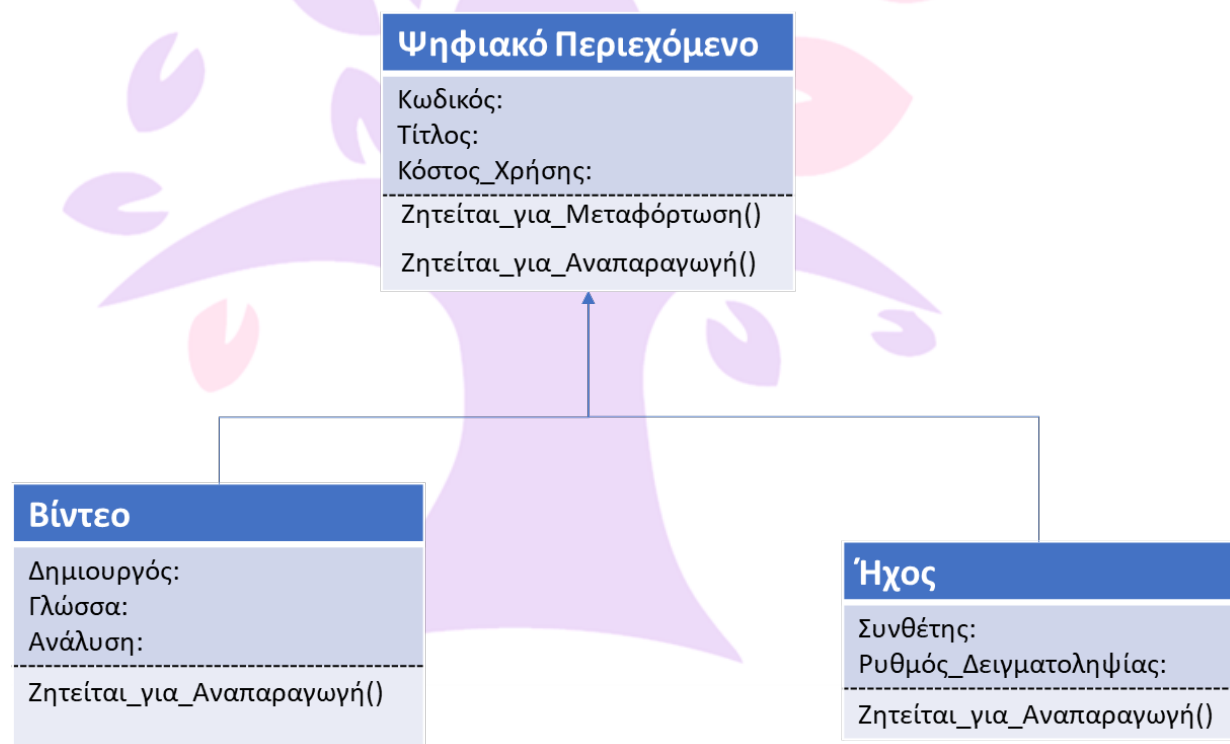 Ψηφιακό Περιεχόμενο
Κωδικός:
Τίτλος:
Κόστος_Χρήσης:
Ζητείται_για_Μεταφόρτωση()
Ζητείται_για_Αναπαραγωγή()
Βίντεο
Δημιουργός:
Γλώσσα:
Ανάλυση:
Ζητείται_για_Αναπαραγωγή()
Ήχος
Συνθέτης:
Ρυθμός_Δειγματοληψίας:
Ζητείται_για_Αναπαραγωγή()